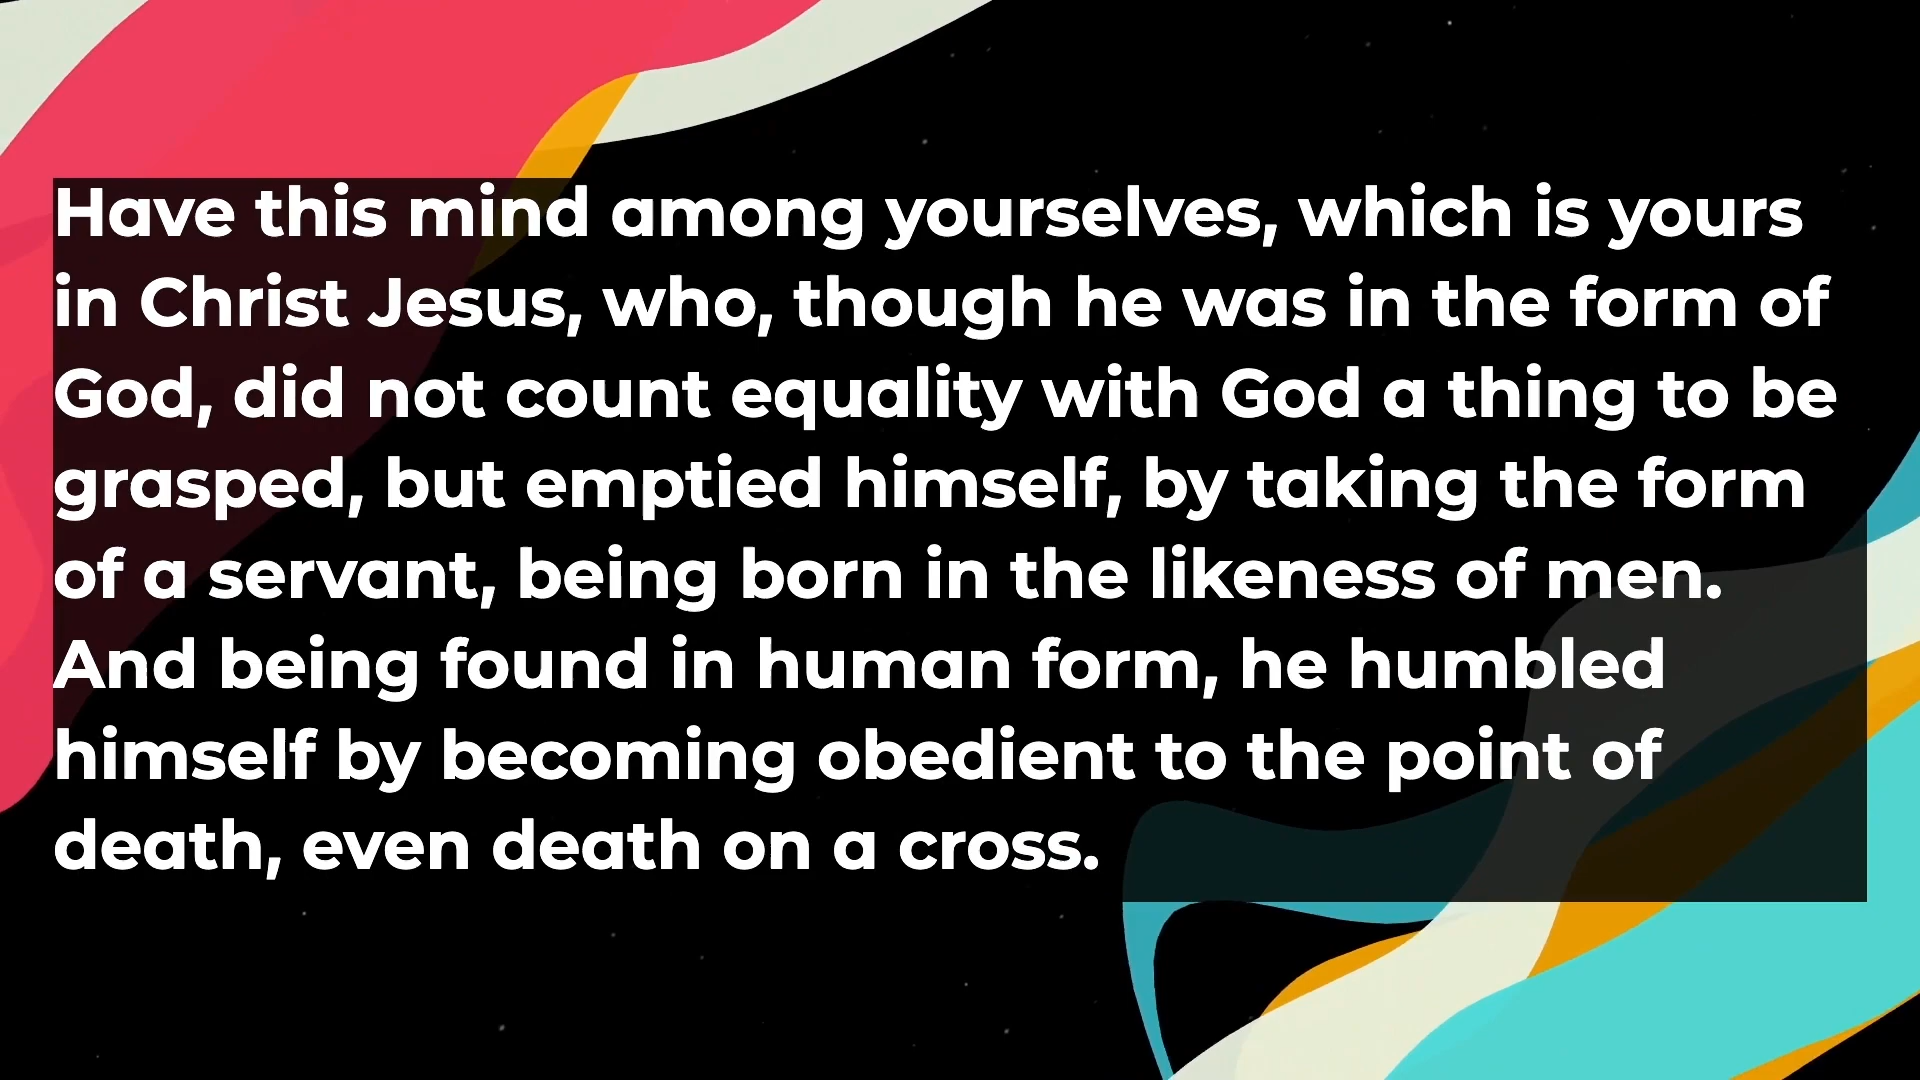 Have this mind among yourselves, which is yours
in Christ Jesus, who, though he was in the form of
God, did not count equality with God a thing to be
grasped, but emptied himself, by taking the form
of a servant, being born in the likeness of men.
And being found in human form, he humbled
himself by becoming obedient to the point of
death, even death on a cross.